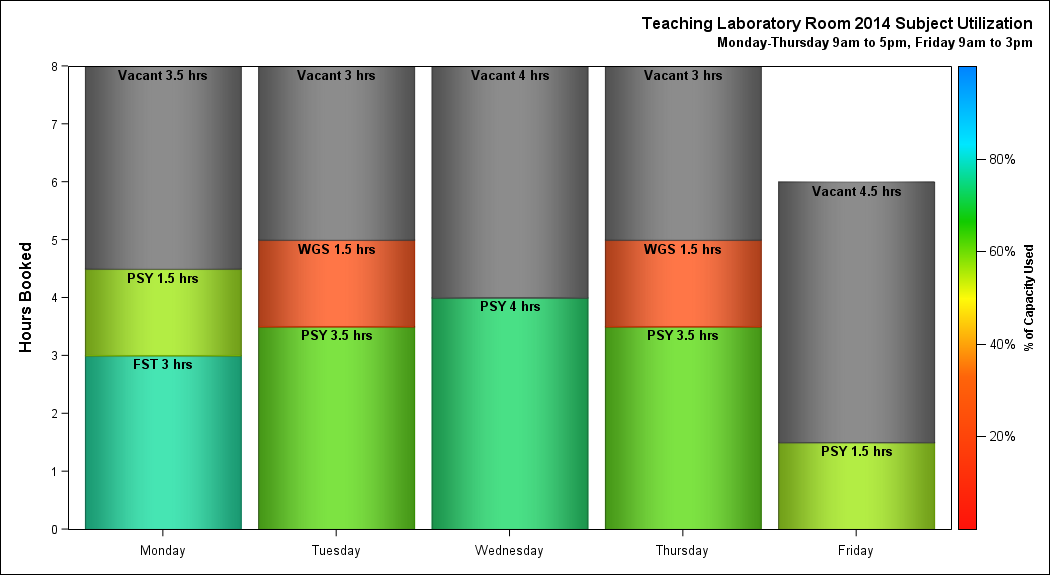 Teaching Laboratory Room 2014 Subject Utilization
Monday-Thursday 9am to 5pm, Friday 9am to 3pm
Hours Booked
8
7
6
5
4
3
2
1
0
Vacant 3.5 hrs
PSY 1.5 hrs
FST 3 hrs
Vacant 3 hrs
WGS 1.5 hrs
PSY 3.5 hrs
Vacant 4 hrs
PSY 4 hrs
Vacant 3 hrs
WGS 1.5 hrs
PSY 3.5 hrs
Vacant 4.5 hrs
PSY 1.5 hrs
Monday
Tuesday
Wednesday
Thursday
Friday
80%
60%
40%
20%
% of Capacity Used